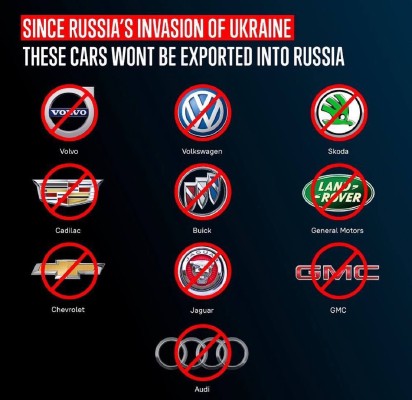 SINCE RUSSIA'S INVASION OF UKRAINE
THESE CARS WONT BE EXPORTED INTO RUSSIA
VOLVO
Volvo
Volkswagen
Skoda
Cadilac
Buick
LAND-
ROVER
General Motors
Chevrolet
JAGUAR
Jaguar
GMC
GMC
Audi